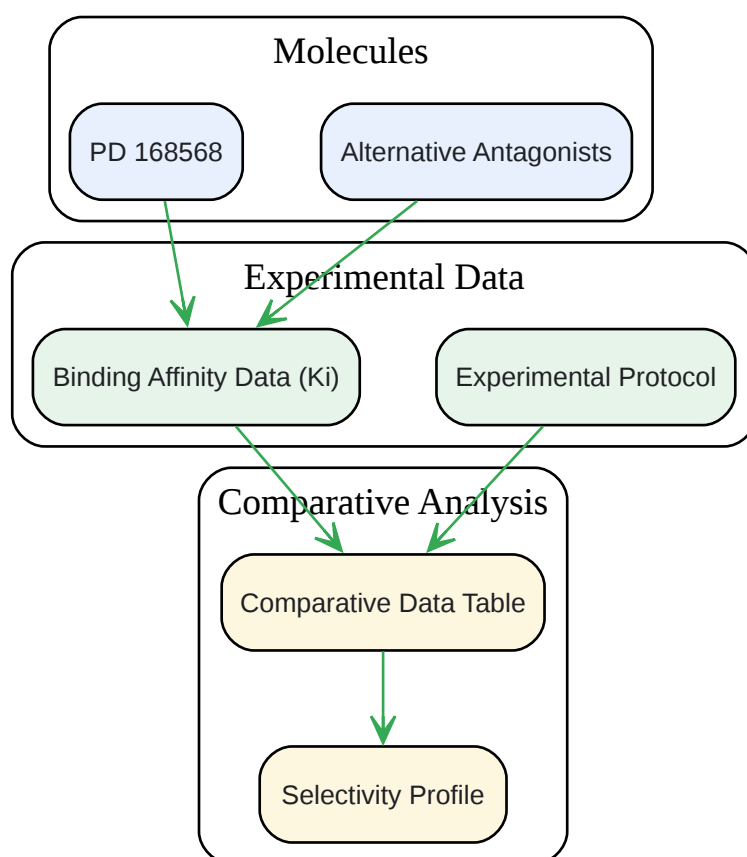 Molecules
PD 168568
Alternative Antagonists
Experimental Data
Binding Affinity Data (Ki)
Experimental Protocol
Comparative Analysis
Comparative Data Table
Selectivity Profile